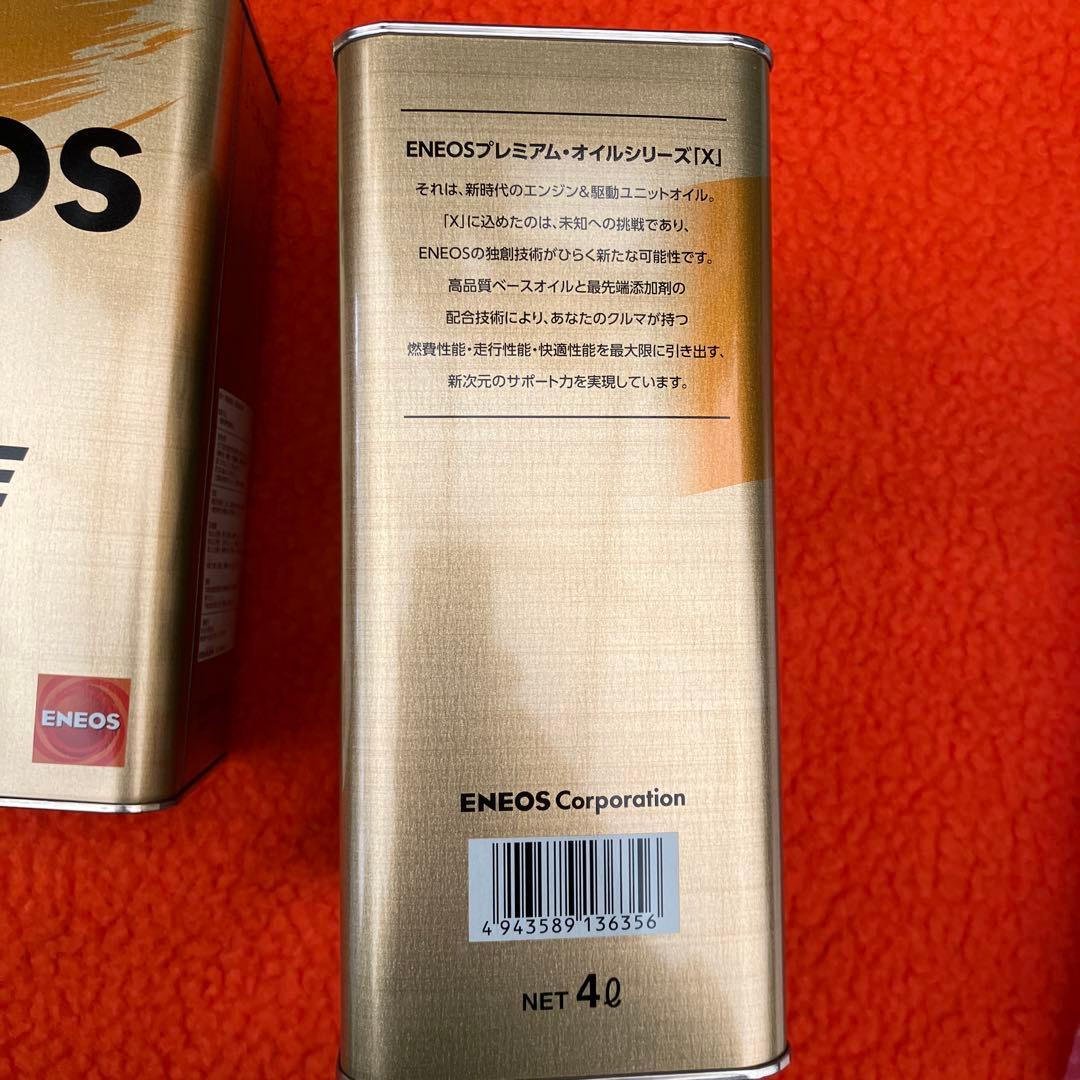 OS
ENEOS
ENEOSプレミアム・オイルシリーズ「X」
それは、新時代のエンジン&駆動ユニットオイル。
「X」に込めたのは、未知への挑戦であり、
ENEOSの独創技術がひらく新たな可能性です。
高品質ベースオイルと最先端添加剤の
配合技術により、あなたのクルマが持つ
燃費性能・走行性能・快適性能を最大限に引き出す、
新次元のサポート力を実現しています。
ENEOS Corporation
4 943589 136356
NET 4ℓ